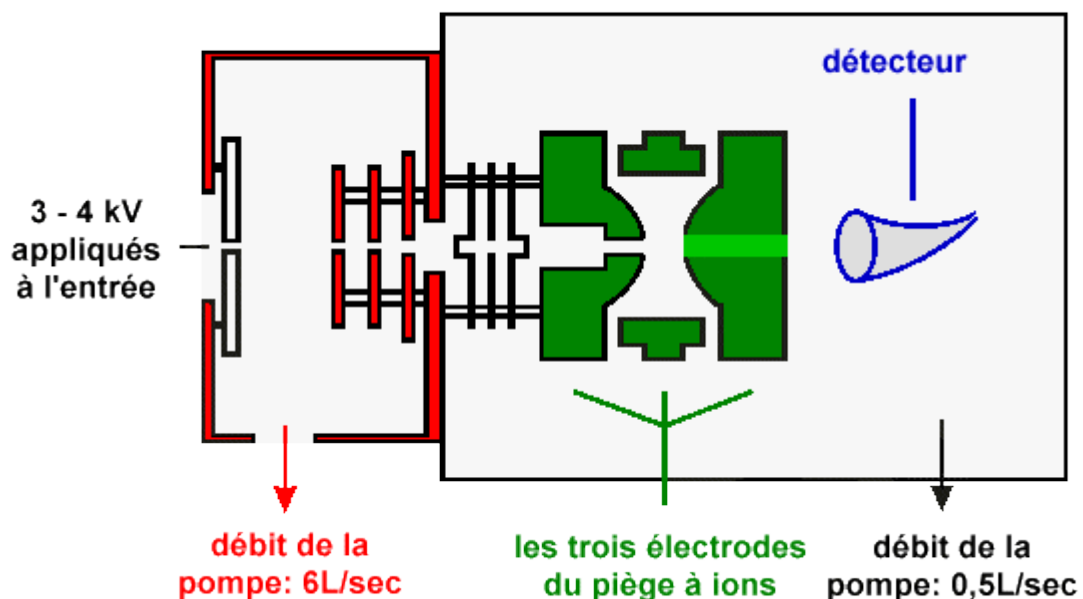 détecteur
3 - 4 kV
appliqués
à l'entrée
débit de la
pompe: 6L/sec
les trois électrodes
du piège à ions
débit de la
pompe: 0,5L/sec